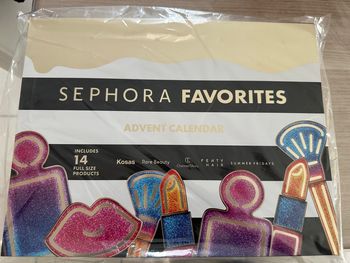 SEPHORA FAVORITES
ADVENT CALENDAR
INCLUDES
14
FULL SIZE
PRODUCTS
Kosas
Rare Beauty
FENTY
HAIR
SUMMER FRIDAYS